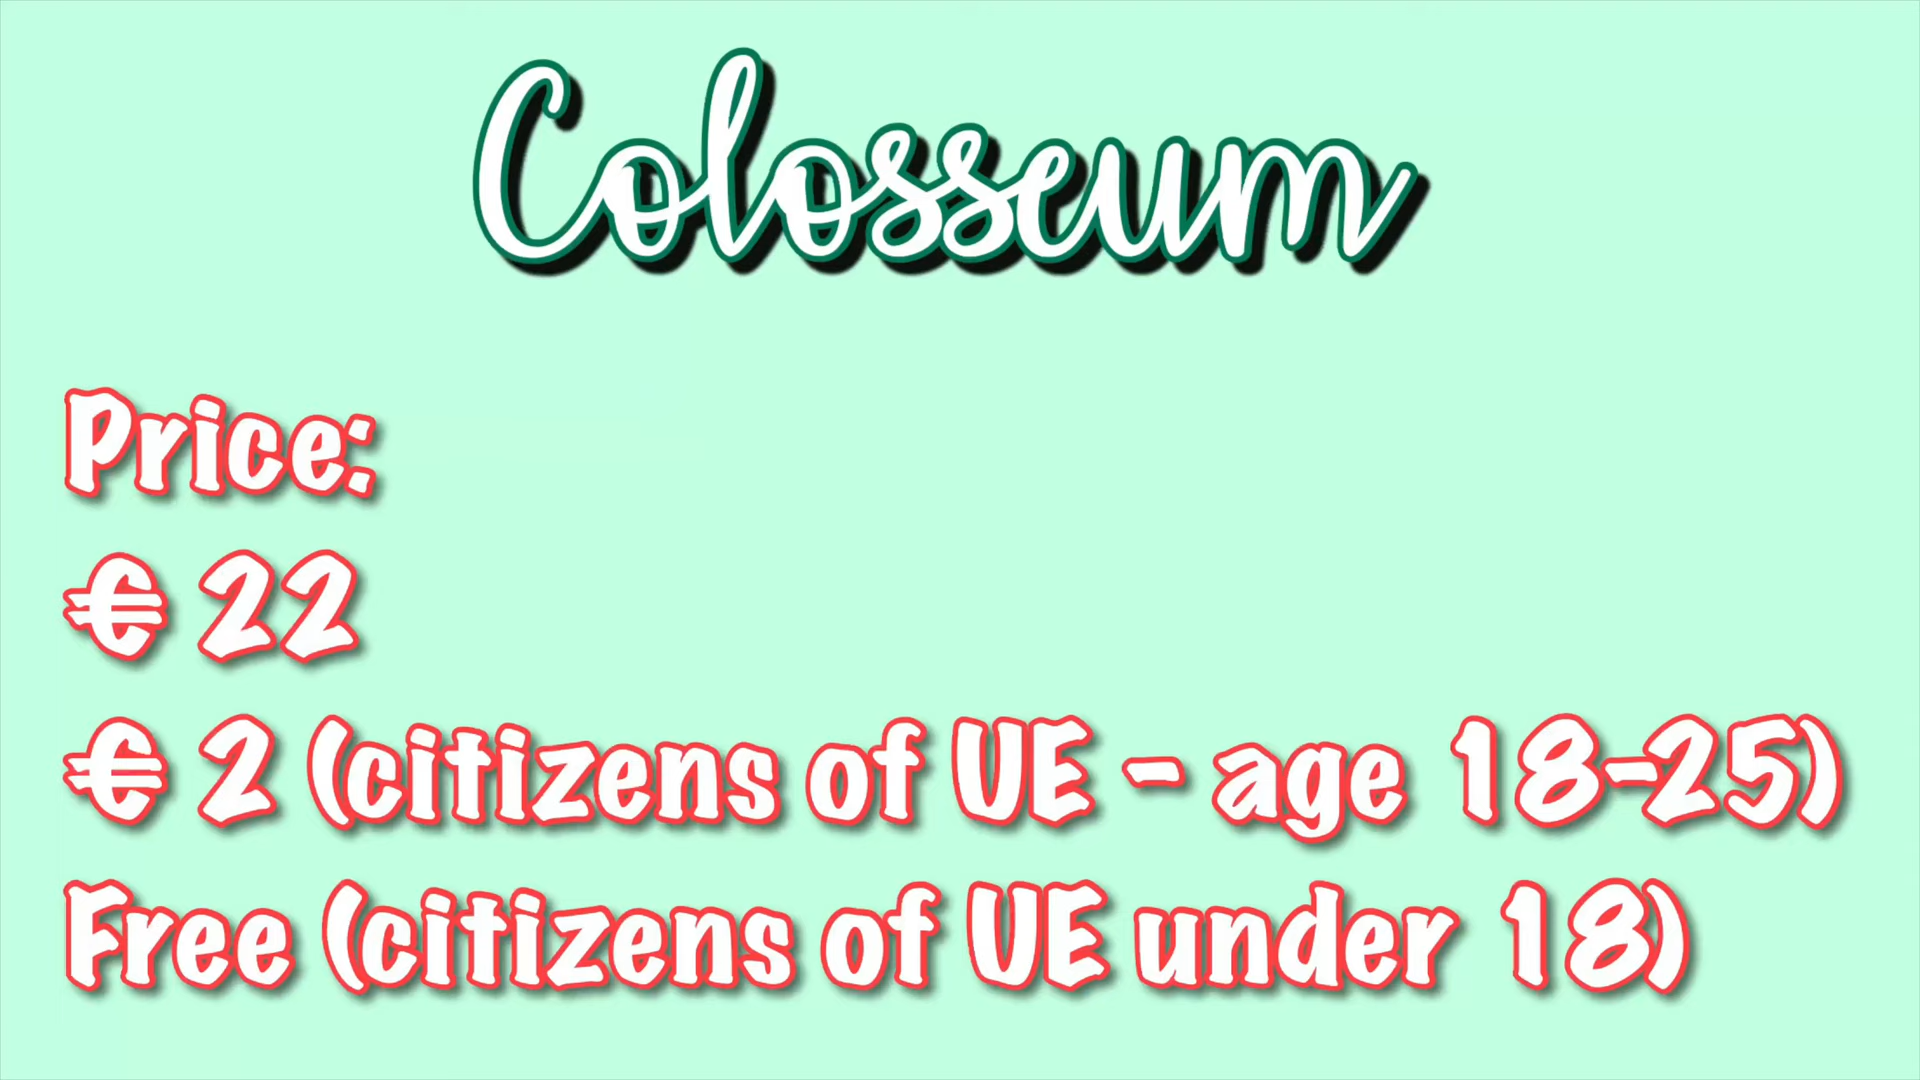 Colosseum
Price:
€ 22
€ 2 (citizens of UE - age 18-25)
Free (citizens of UE under 18)